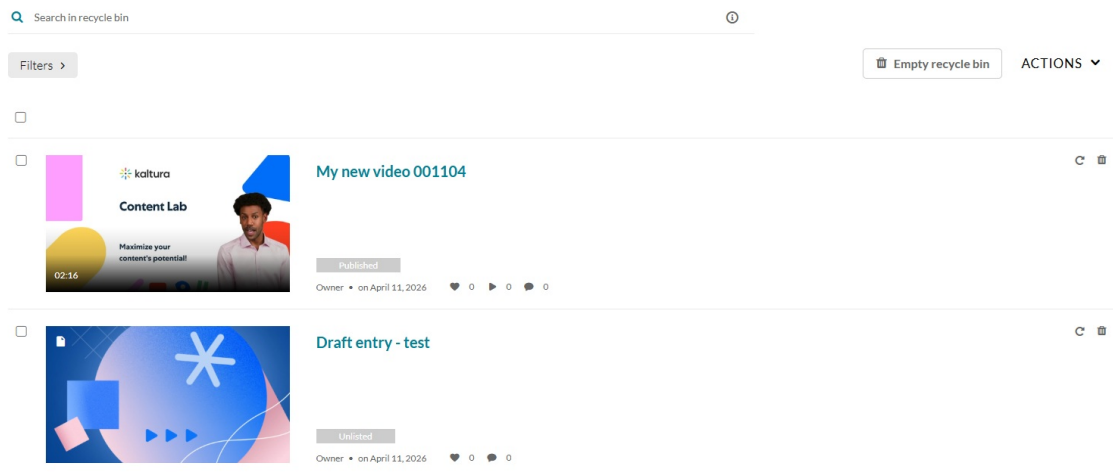 Search in recycle bin
Filters
Empty recycle bin
ACTIONS
My new video 001104
kaltura
Content Lab
Maximize your
content's potential!
02:16
Published
Owner • on April 11, 2026 0 0 0
Draft entry - test
Unlisted
Owner • on April 11, 2026 0 0